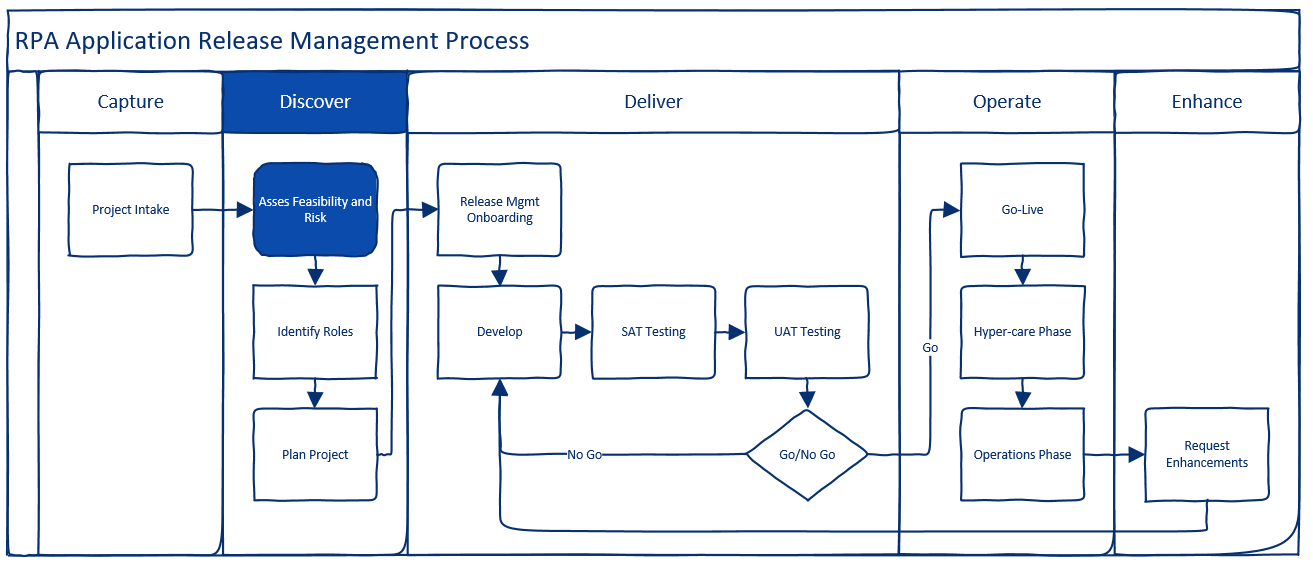 RPA Application Release Management Process
Capture
Discover
Deliver
Operate
Enhance
Project Intake
Asses Feasibility and
Risk
Identify Roles
Plan Project
Release Mgmt
Onboarding
Develop
SAT Testing
UAT Testing
Go/No Go
No Go
Go
Go-Live
Hyper-care Phase
Operations Phase
Request
Enhancements